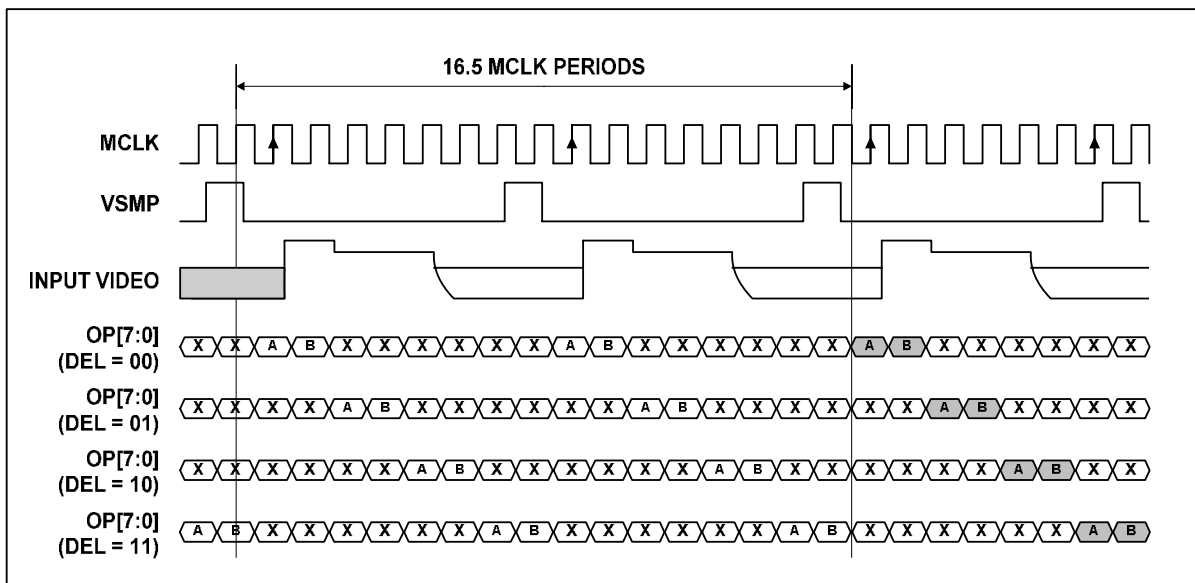 16.5 MCLK PERIODS
MCLK
VSMP
INPUT VIDEO
OP[7:0]
(DEL = 00)
X X A B X X X X X X A B X X X X X X A B X X X X X X
OP[7:0]
(DEL = 01)
X X X X A B X X X X X X A B X X X X X X A B X X X X
OP[7:0]
(DEL = 10)
X X X X X X A B X X X X X X A B X X X X X X A B X X
OP[7:0]
(DEL = 11)
A B X X X X X X A B X X X X X X A B X X X X X X A B